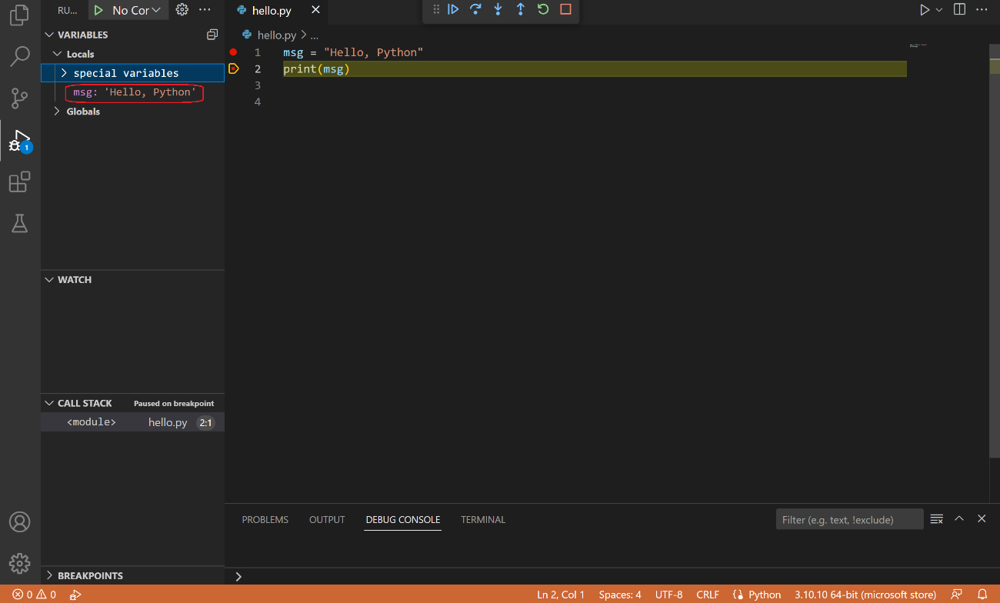 RU... No Cor
VARIABLES
Locals
special variables
msg: 'Hello, Python'
Globals
WATCH
CALL STACK Paused on breakpoint
<module> hello.py 2:1
BREAKPOINTS
1
hello.py
hello.py > ...
1 msg = "Hello, Python"
2 print(msg)
3
4
PROBLEMS OUTPUT DEBUG CONSOLE TERMINAL Filter (e.g. text, !exclude)
0 0 Ln 2, Col 1 Spaces: 4 UTF-8 CRLF Python 3.10.10 64-bit (microsoft store)